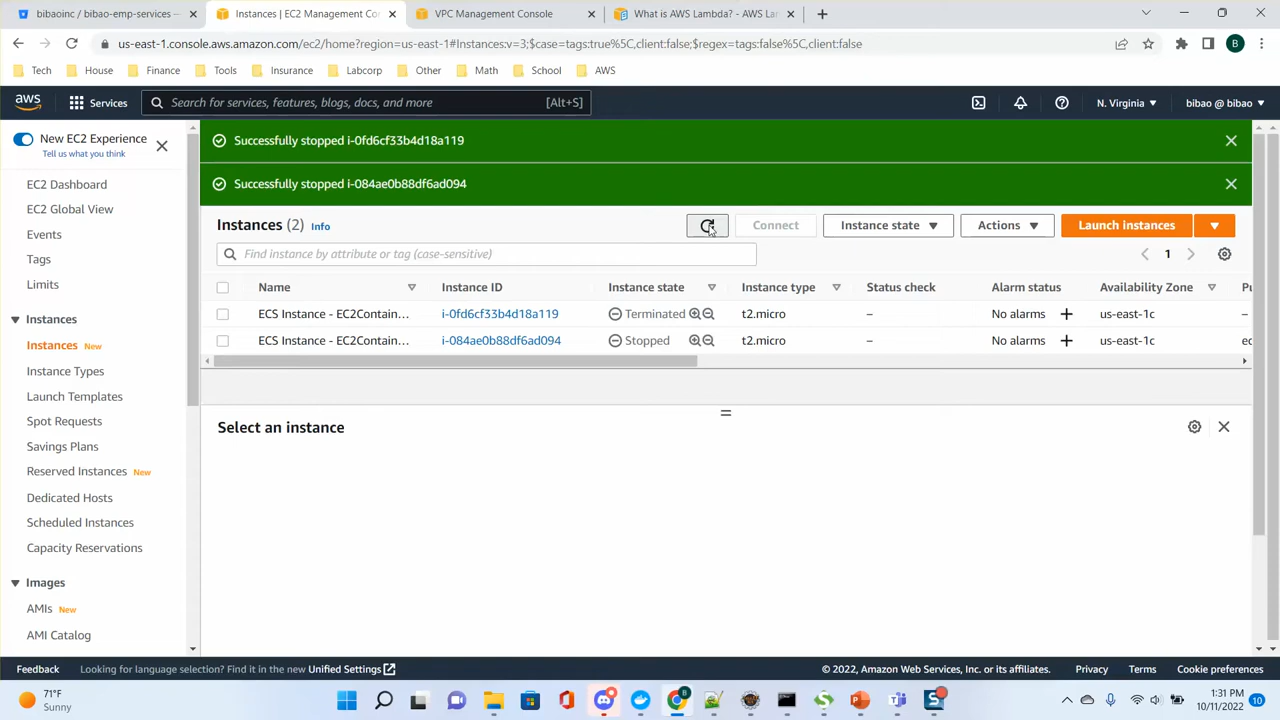 bibaoinc / bibao-emp-services
Instances | EC2 Management Co
VPC Management Console
What is AWS Lambda? - AWS Lar
us-east-1.console.aws.amazon.com/ec2/home?region=us-east-1#Instances:v=3;$case=tags:true%5C,client:false;$regex=tags:false%5C,client:false
B
Tech
House
Finance
Tools
Insurance
Labcorp
Other
Math
School
AWS
aws
Services
Search for services, features, blogs, docs, and more
[Alt+S]
N. Virginia
bibao @ bibao
New EC2 Experience
Tell us what you think
EC2 Dashboard
EC2 Global View
Events
Tags
Limits
Instances
Instances New
Instance Types
Launch Templates
Spot Requests
Savings Plans
Reserved Instances New
Dedicated Hosts
Scheduled Instances
Capacity Reservations
Images
AMIs New
AMI Catalog
Successfully stopped i-0fd6cf33b4d18a119
Successfully stopped i-084ae0b88df6ad094
Instances (2) Info
Connect
Instance state
Actions
Launch instances
Find instance by attribute or tag (case-sensitive)
1
Name Instance ID Instance state Instance type Status check Alarm status Availability Zone Pu
ECS Instance - EC2Contain... i-0fd6cf33b4d18a119 Terminated t2.micro – No alarms + us-east-1c –
ECS Instance - EC2Contain... i-084ae0b88df6ad094 Stopped t2.micro – No alarms + us-east-1c ec
Select an instance
Feedback
Looking for language selection? Find it in the new Unified Settings
© 2022, Amazon Web Services, Inc. or its affiliates.
Privacy
Terms
Cookie preferences
71°F
Sunny
1:31 PM
10/11/2022
10